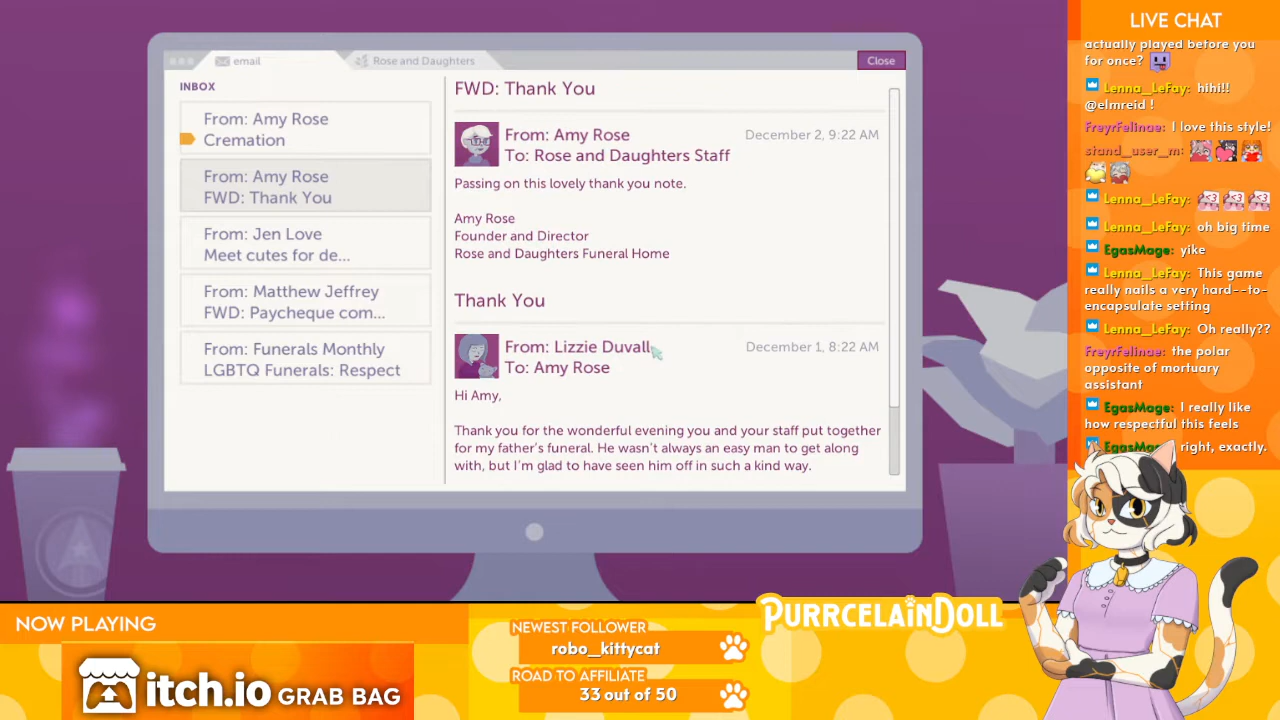 email
Rose and Daughters
Close
INBOX
From: Amy Rose
Cremation
From: Amy Rose
FWD: Thank You
From: Jen Love
Meet cutes for de...
From: Matthew Jeffrey
FWD: Paycheque com...
From: Funerals Monthly
LGBTQ Funerals: Respect
FWD: Thank You
From: Amy Rose
December 2, 9:22 AM
To: Rose and Daughters Staff
Passing on this lovely thank you note.
Amy Rose
Founder and Director
Rose and Daughters Funeral Home
Thank You
From: Lizzie Duvall
December 1, 8:22 AM
To: Amy Rose
Hi Amy,
Thank you for the wonderful evening you and your staff put together
for my father's funeral. He wasn't always an easy man to get along
with, but I'm glad to have seen him off in such a kind way.
LIVE CHAT
actually played before you
for once?
Lenna_LeFay: hihi!!
@elmreid !
FreyrFelinae: I love this style!
stand_user_m:
Lenna_LeFay: <3 <3 <3
Lenna_LeFay: oh big time
EgasMage: yike
Lenna_LeFay: This game
really nails a very hard--to-
encapsulate setting
Lenna_LeFay: Oh really??
FreyrFelinae: the polar
opposite of mortuary
assistant
EgasMage: I really like
how respectful this feels
EgasMage: right, exactly.
NOW PLAYING
itch.io GRAB BAG
NEWEST FOLLOWER
robo_kittycat
ROAD TO AFFILIATE
33 out of 50
PURRCELAINDOLL